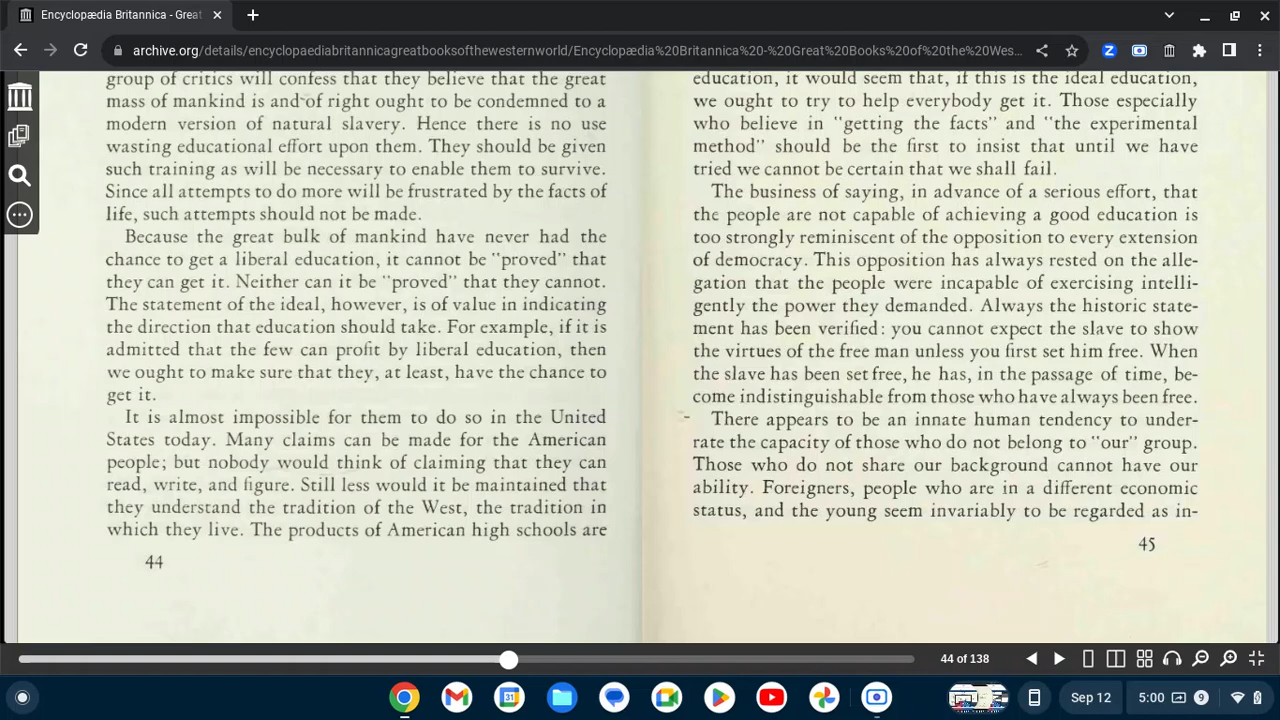 Encyclopædia Britannica - Great
archive.org/details/encyclopaediabritannicagreatbooksofthewesternworld/Encyclopædia%20Britannica%20-%20Great%20Books%20of%20the%20Wes...
group of critics will confess that they believe that the great
mass of mankind is and of right ought to be condemned to a
modern version of natural slavery. Hence there is no use
wasting educational effort upon them. They should be given
such training as will be necessary to enable them to survive.
Since all attempts to do more will be frustrated by the facts of
life, such attempts should not be made.
Because the great bulk of mankind have never had the
chance to get a liberal education, it cannot be "proved" that
they can get it. Neither can it be "proved" that they cannot.
The statement of the ideal, however, is of value in indicating
the direction that education should take. For example, if it is
admitted that the few can profit by liberal education, then
we ought to make sure that they, at least, have the chance to
get it.
It is almost impossible for them to do so in the United
States today. Many claims can be made for the American
people; but nobody would think of claiming that they can
read, write, and figure. Still less would it be maintained that
they understand the tradition of the West, the tradition in
which they live. The products of American high schools are
44
education, it would seem that, if this is the ideal education,
we ought to try to help everybody get it. Those especially
who believe in "getting the facts" and "the experimental
method" should be the first to insist that until we have
tried we cannot be certain that we shall fail.
The business of saying, in advance of a serious effort, that
the people are not capable of achieving a good education is
too strongly reminiscent of the opposition to every extension
of democracy. This opposition has always rested on the alle-
gation that the people were incapable of exercising intelli-
gently the power they demanded. Always the historic state-
ment has been verified: you cannot expect the slave to show
the virtues of the free man unless you first set him free. When
the slave has been set free, he has, in the passage of time, be-
come indistinguishable from those who have always been free.
There appears to be an innate human tendency to under-
rate the capacity of those who do not belong to "our" group.
Those who do not share our background cannot have our
ability. Foreigners, people who are in a different economic
status, and the young seem invariably to be regarded as in-
45
44 of 138
Sep 12
5:00
9